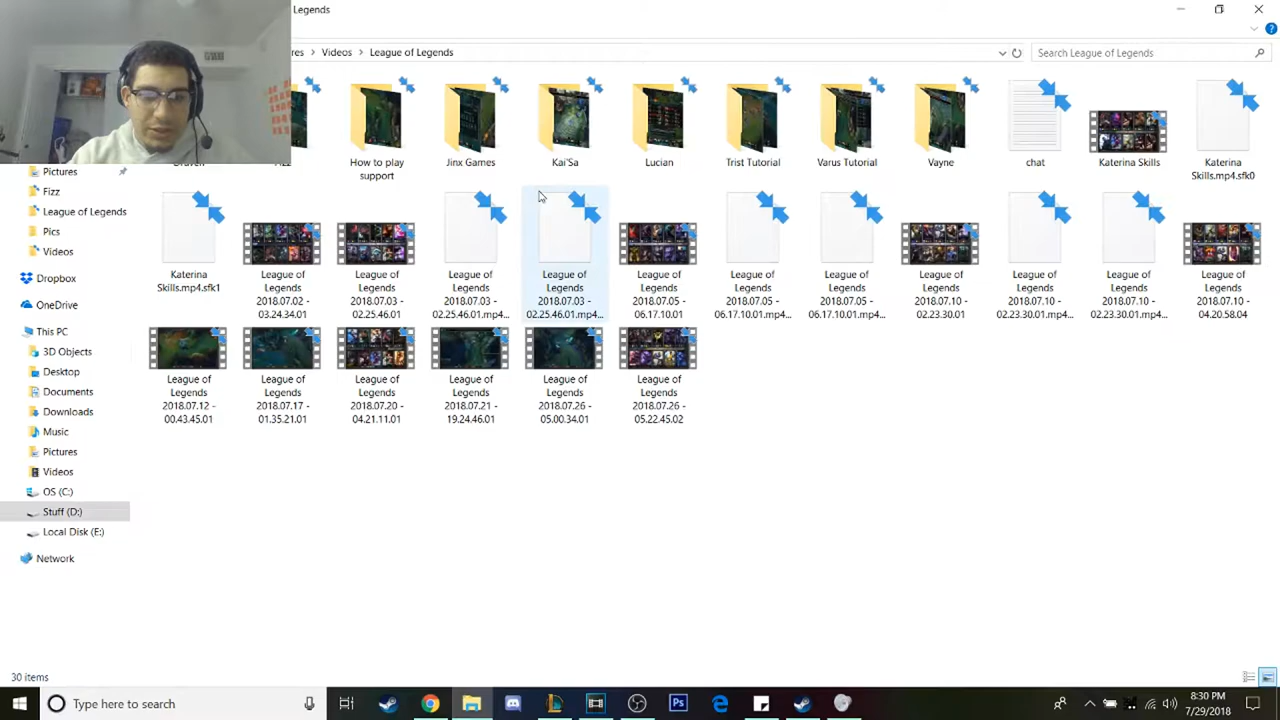 Legends
res > Videos > League of Legends
Search League of Legends
How to play
support
Jinx Games
Kai'Sa
Lucian
Trist Tutorial
Varus Tutorial
Vayne
chat
Katerina Skills
Katerina
Skills.mp4.sfk0
Pictures
Fizz
League of Legends
Pics
Videos
Dropbox
OneDrive
This PC
3D Objects
Desktop
Documents
Downloads
Music
Pictures
Videos
OS (C:)
Stuff (D:)
Local Disk (E:)
Network
Katerina
Skills.mp4.sfk1
League of
Legends
2018.07.02 -
03.24.34.01
League of
Legends
2018.07.03 -
02.25.46.01
League of
Legends
2018.07.03 -
02.25.46.01.mp4...
League of
Legends
2018.07.03 -
02.25.46.01.mp4...
League of
Legends
2018.07.05 -
06.17.10.01
League of
Legends
2018.07.05 -
06.17.10.01.mp4...
League of
Legends
2018.07.05 -
06.17.10.01.mp4...
League of
Legends
2018.07.10 -
02.23.30.01
League of
Legends
2018.07.10 -
02.23.30.01.mp4...
League of
Legends
2018.07.10 -
02.23.30.01.mp4...
League of
Legends
2018.07.10 -
04.20.58.04
League of
Legends
2018.07.12 -
00.43.45.01
League of
Legends
2018.07.17 -
01.35.21.01
League of
Legends
2018.07.20 -
04.21.11.01
League of
Legends
2018.07.21 -
19.24.46.01
League of
Legends
2018.07.26 -
05.00.34.01
League of
Legends
2018.07.26 -
05.22.45.02
30 items
Type here to search
Ps
8:30 PM
7/29/2018